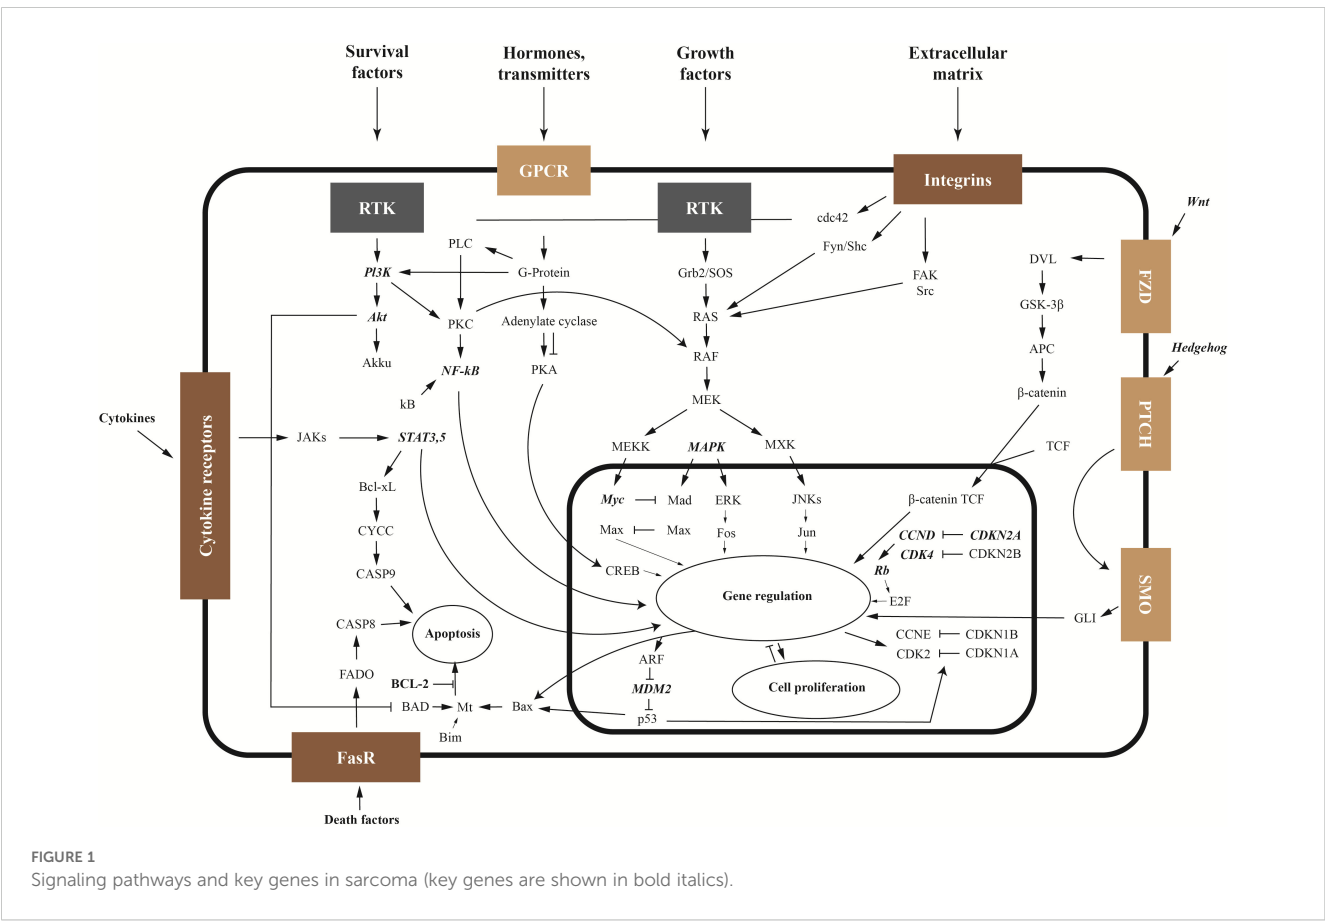 Survival
factors
Hormones,
transmitters
Growth
factors
Extracellular
matrix
GPCR
Integrins
RTK
RTK
Wnt
cdc42
PLC
Fyn/Shc
DVL
FZD
PI3K
G-Protein
Grb2/SOS
FAK
Src
GSK-3β
Akt
PKC
Adenylate cyclase
RAS
APC
Hedgehog
Akku
NF-kB
PKA
RAF
β-catenin
kB
MEK
PTCH
Cytokines
Cytokine receptors
JAKs
STAT3,5
MEKK
MAPK
MXK
TCF
Bcl-xL
Myc
Mad
ERK
JNKs
β-catenin TCF
CYCC
Max
Max
Fos
Jun
CCND
CDKN2A
CDK4
CDKN2B
CASP9
CREB
Rb
Gene regulation
E2F
SMO
GLI
CASP8
Apoptosis
CCNE
CDKN1B
ARF
CDK2
CDKN1A
FADO
BCL-2
MDM2
Cell proliferation
BAD
Mt
Bax
p53
Bim
FasR
Death factors
FIGURE 1
Signaling pathways and key genes in sarcoma (key genes are shown in bold italics).